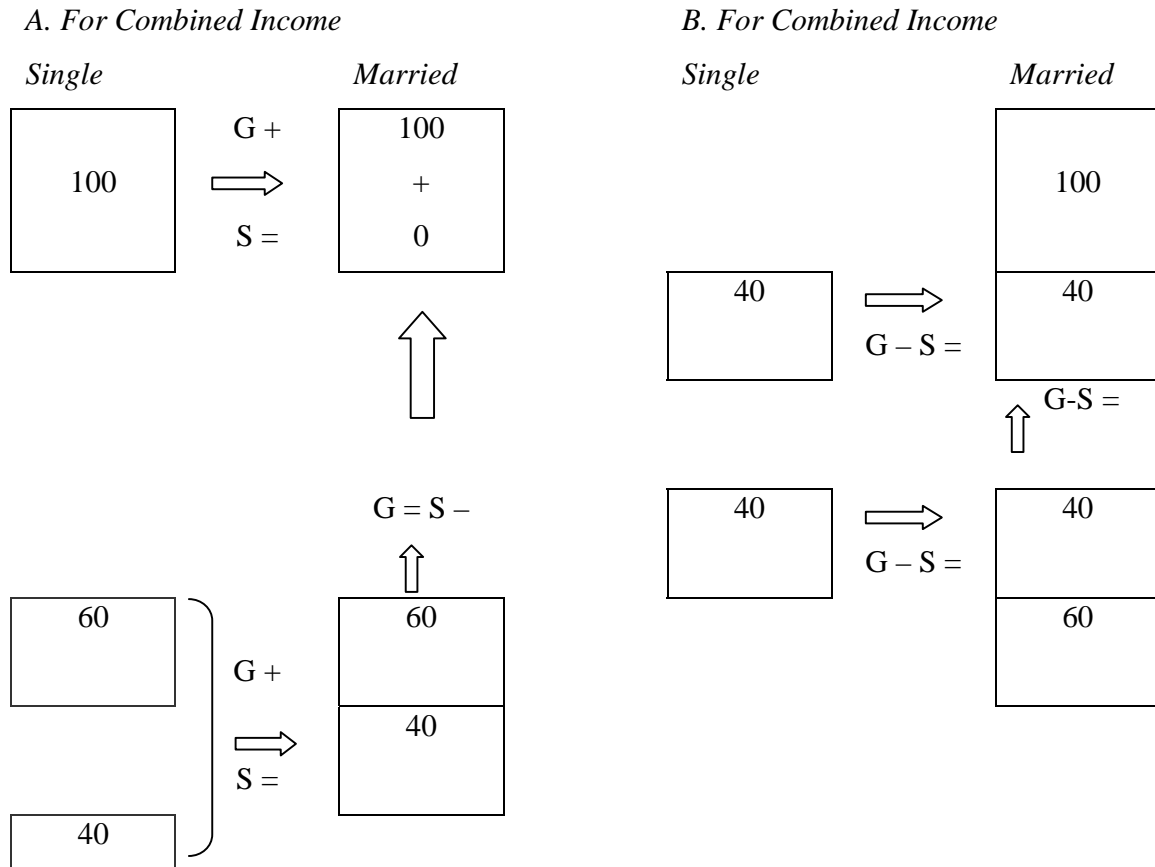 A. For Combined Income
Single
Married
100
G +
S =
100
+
0
G = S –
60
40
G +
S =
60
40
B. For Combined Income
Single
Married
100
40
G – S =
40
G-S =
40
G – S =
40
60